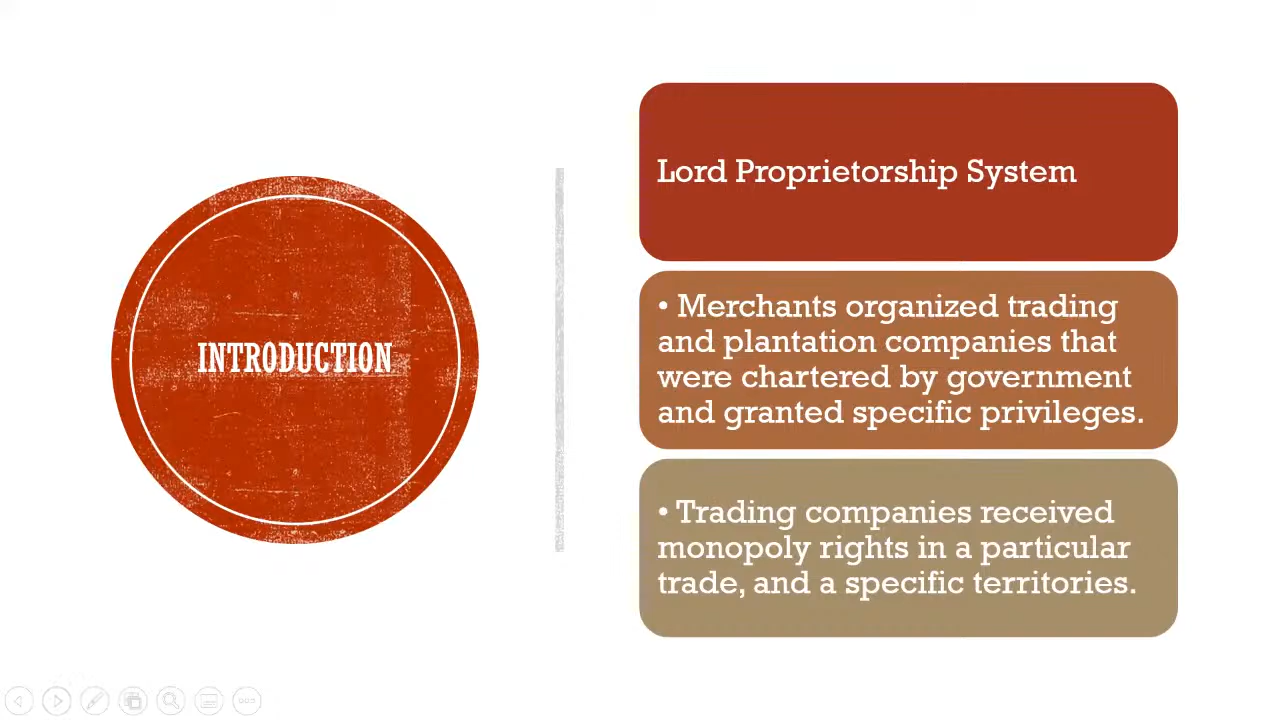 INTRODUCTION
Lord Proprietorship System
• Merchants organized trading
and plantation companies that
were chartered by government
and granted specific privileges.
• Trading companies received
monopoly rights in a particular
trade, and a specific territories.